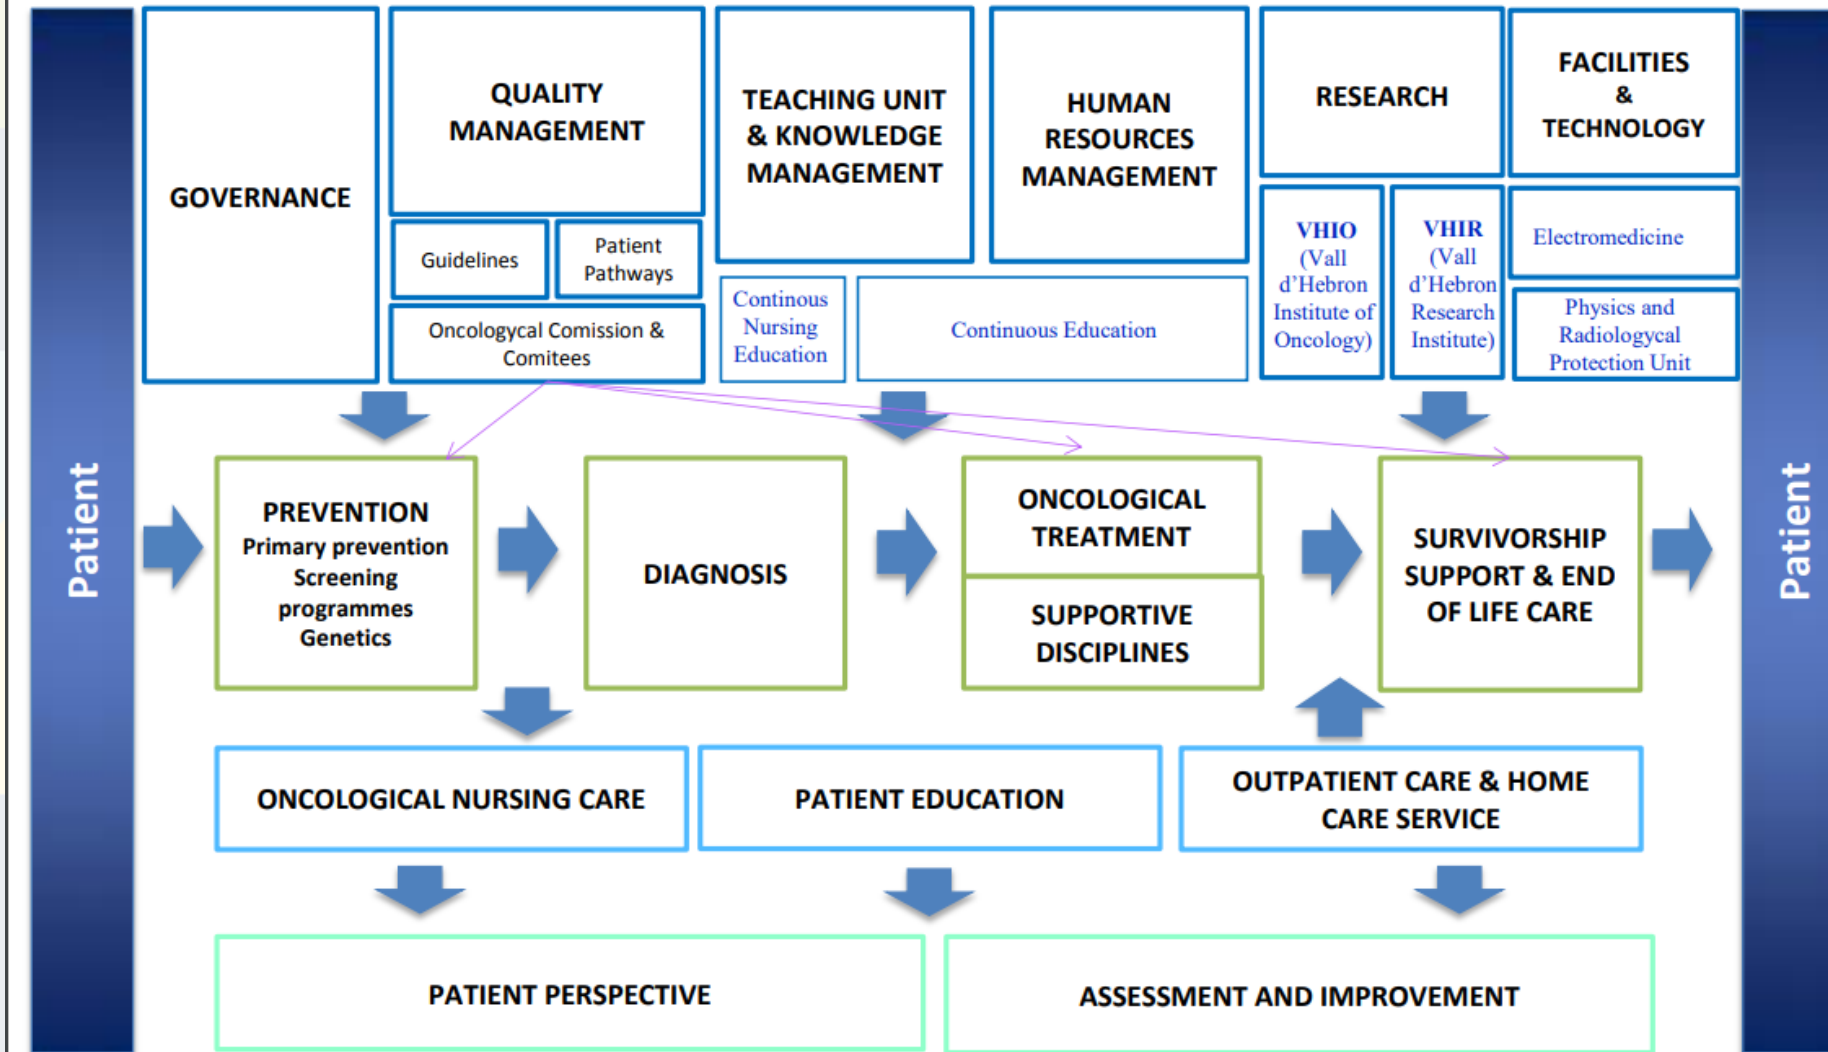 Patient
GOVERNANCE
QUALITY
MANAGEMENT
Guidelines
Patient
Pathways
Oncologycal Comission &
Comitees
TEACHING UNIT
& KNOWLEDGE
MANAGEMENT
Continous
Nursing
Education
HUMAN
RESOURCES
MANAGEMENT
Continuous Education
RESEARCH
VHIO
(Vall
d'Hebron
Institute of
Oncology)
VHIR
(Vall
d'Hebron
Research
Institute)
FACILITIES
&
TECHNOLOGY
Electromedicine
Physics and
Radiologycal
Protection Unit
PREVENTION
Primary prevention
Screening
programmes
Genetics
DIAGNOSIS
ONCOLOGICAL
TREATMENT
SUPPORTIVE
DISCIPLINES
SURVIVORSHIP
SUPPORT & END
OF LIFE CARE
ONCOLOGICAL NURSING CARE
PATIENT EDUCATION
OUTPATIENT CARE & HOME
CARE SERVICE
PATIENT PERSPECTIVE
ASSESSMENT AND IMPROVEMENT
Patient